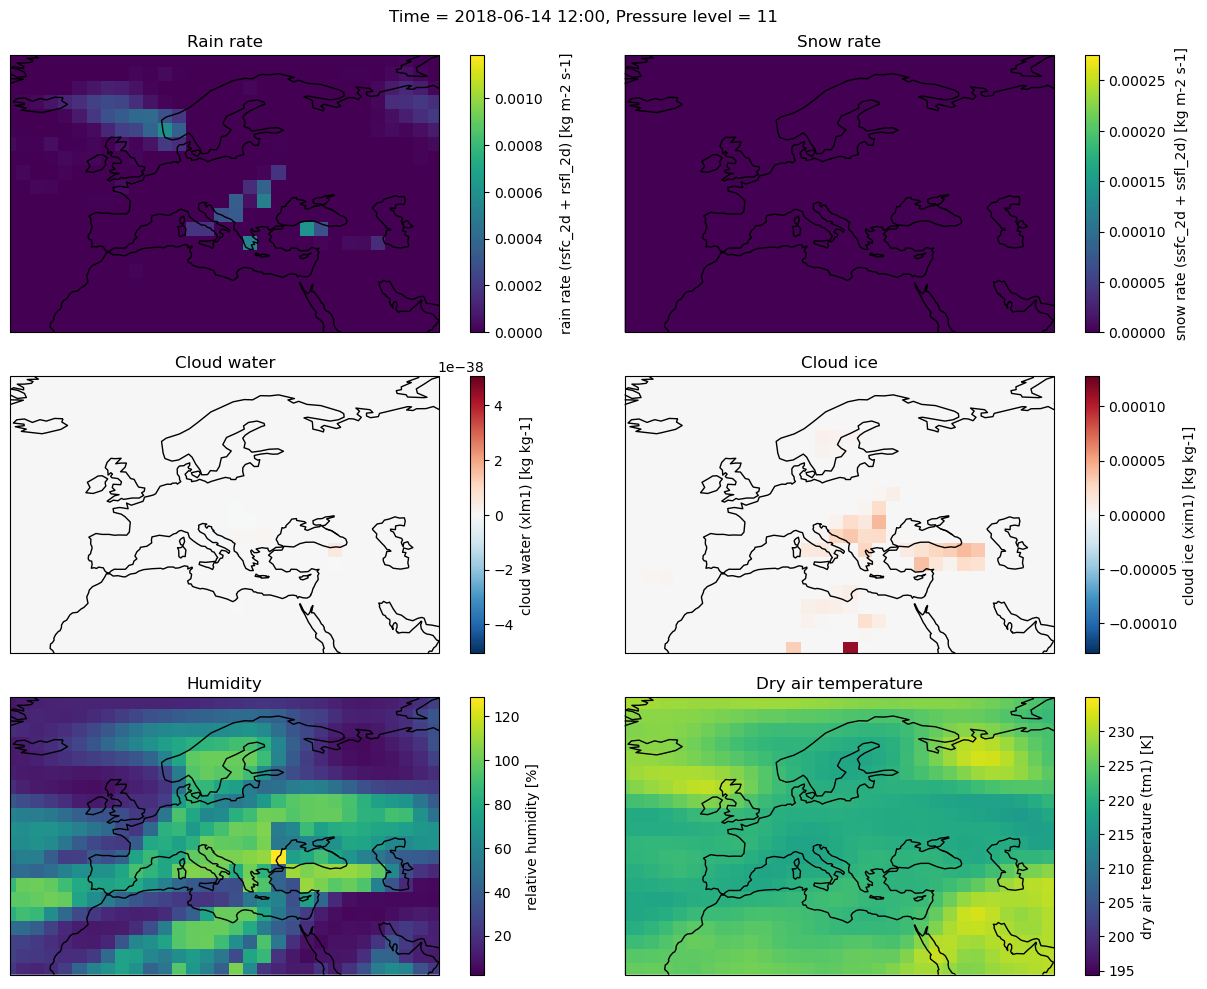 Time = 2018-06-14 12:00, Pressure level = 11
Rain rate
0.0010
0.0008
0.0006
0.0004
0.0002
0.0000
rain rate (rsfc_2d + rsfl_2d) [kg m-2 s-1]
Snow rate
0.00025
0.00020
0.00015
0.00010
0.00005
0.00000
snow rate (ssfc_2d + ssfl_2d) [kg m-2 s-1]
Cloud water
1e−38
4
2
0
−2
−4
cloud water (xlm1) [kg kg-1]
Cloud ice
0.00010
0.00005
0.00000
−0.00005
−0.00010
cloud ice (xim1) [kg kg-1]
Humidity
120
100
80
60
40
20
relative humidity [%]
Dry air temperature
230
225
220
215
210
205
200
195
dry air temperature (tm1) [K]